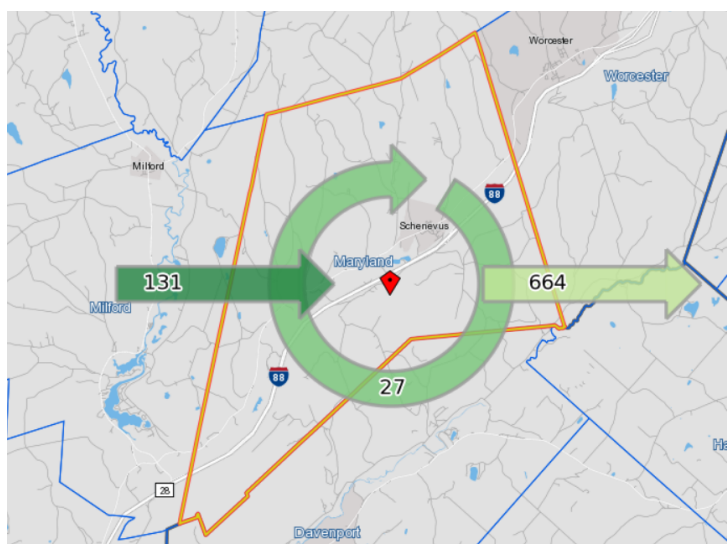 Worcester
Worcester
Milford
88
Schenevus
Maryland
131
664
Milford
88
27
28
Davenport